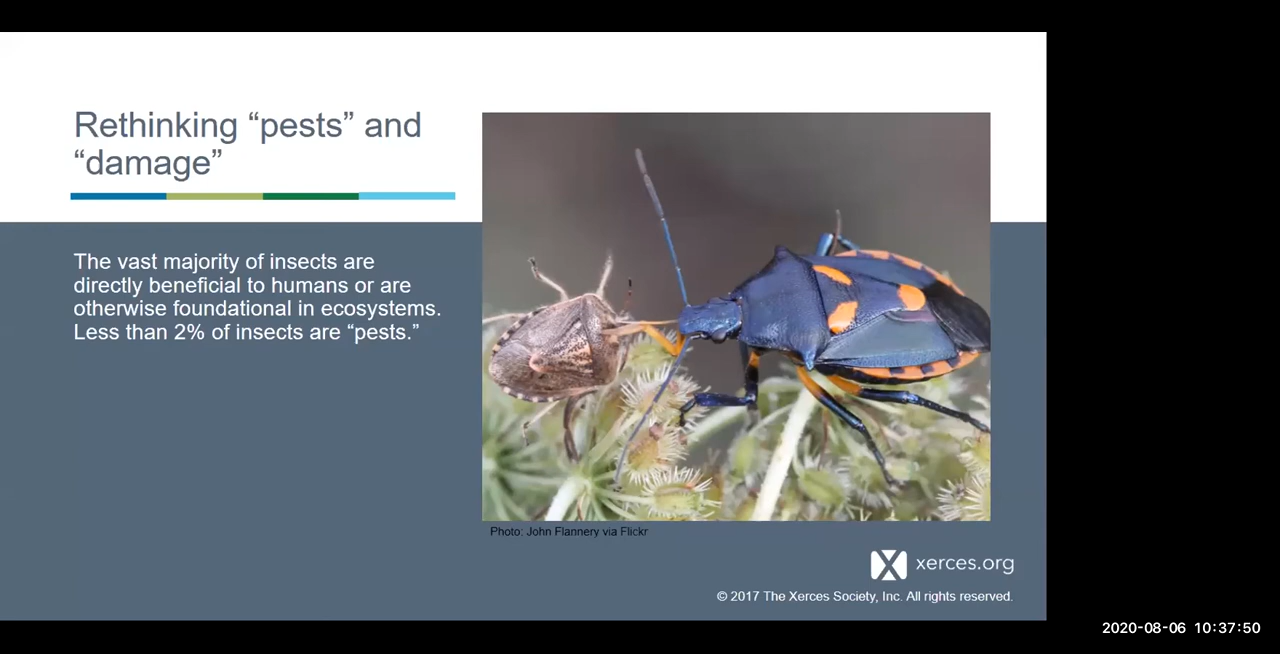 Rethinking “pests” and
“damage”
The vast majority of insects are
directly beneficial to humans or are
otherwise foundational in ecosystems.
Less than 2% of insects are “pests.”
Photo: John Flannery via Flickr
xerces.org
© 2017 The Xerces Society, Inc. All rights reserved.
2020-08-06 10:37:50